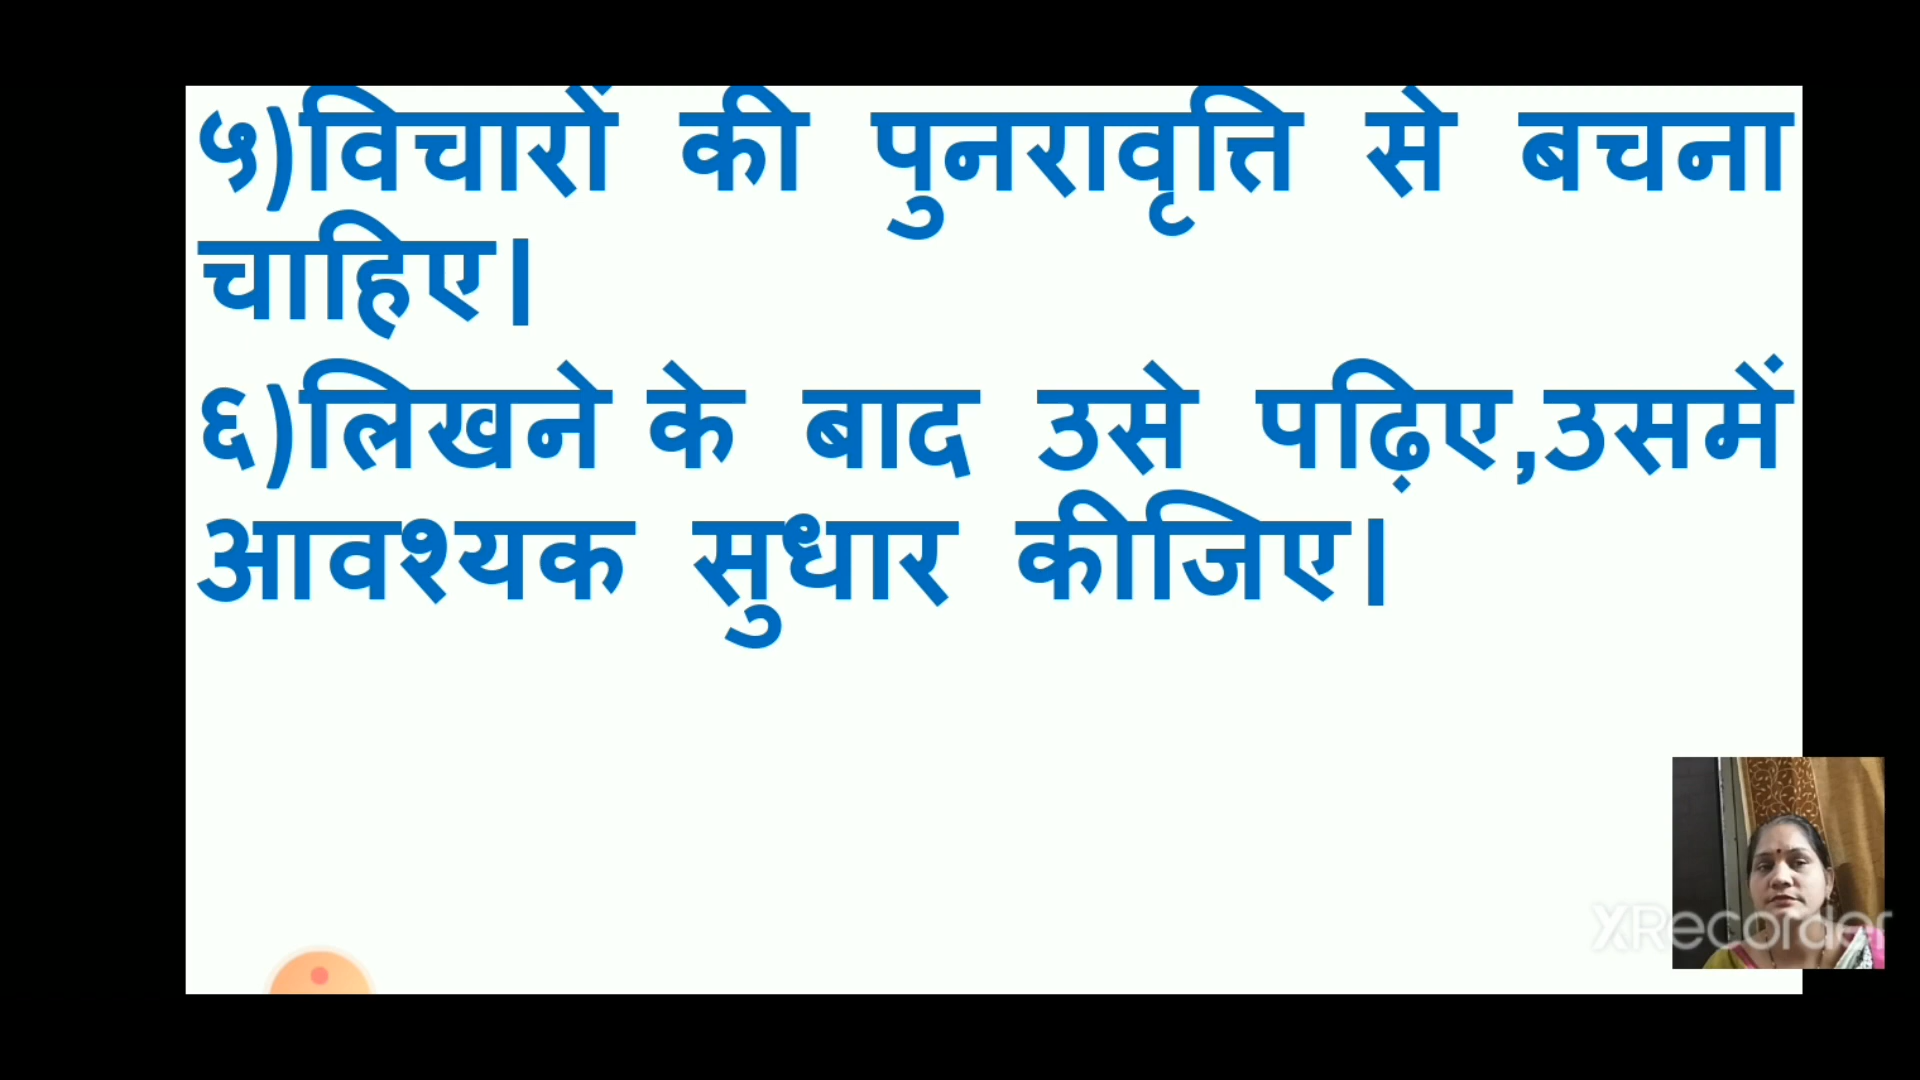 ५)विचारों की पुनरावृत्ति से बचना
चाहिए।
६)लिखने के बाद उसे पढ़िए,उसमें
आवश्यक सुधार कीजिए।
XRecorder